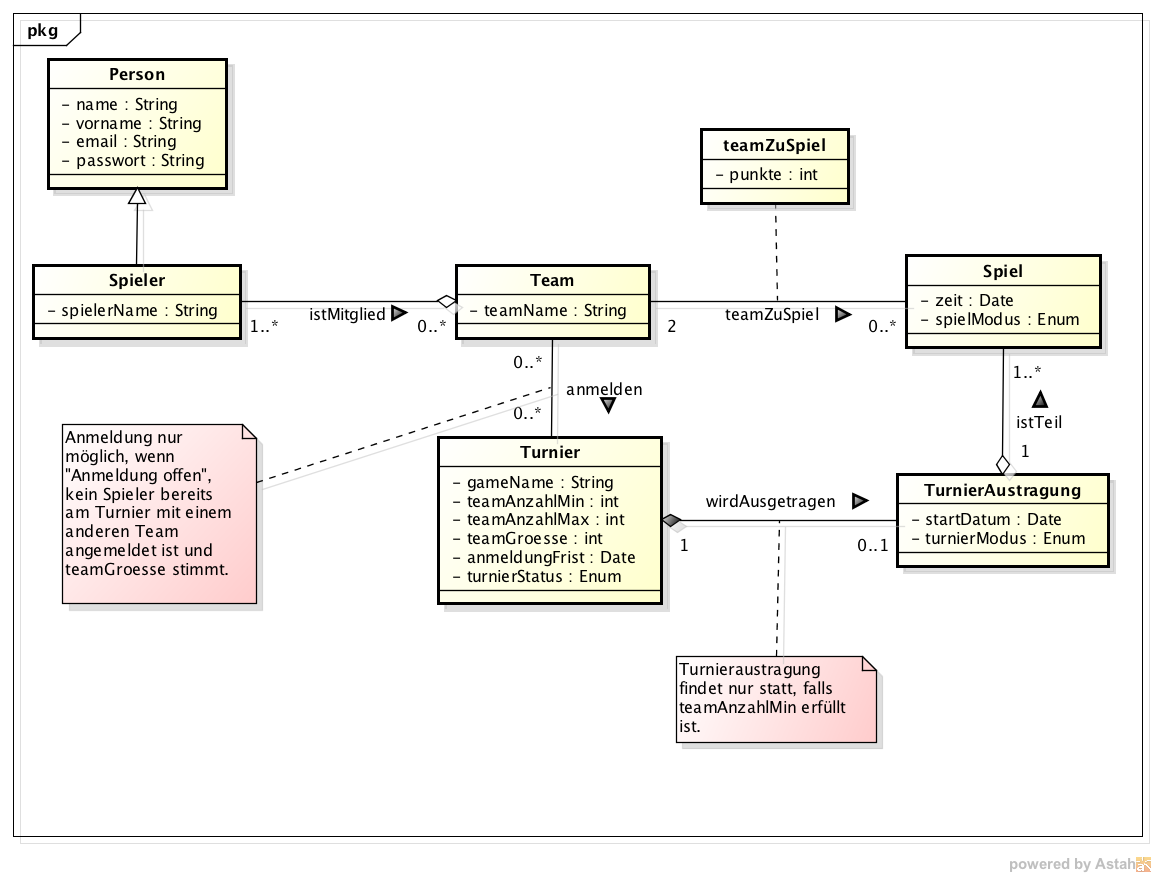 pkg
Person
- name : String
- vorname : String
- email : String
- passwort : String
teamZuSpiel
- punkte : int
Spieler
- spielerName : String
istMitglied
1..*
0..*
Team
- teamName : String
teamZuSpiel
2
0..*
Spiel
- zeit : Date
- spielModus : Enum
0..*
anmelden
0..*
1..*
istTeil
1
Anmeldung nur
möglich, wenn
"Anmeldung offen",
kein Spieler bereits
am Turnier mit einem
anderen Team
angemeldet ist und
teamGroesse stimmt.
Turnier
- gameName : String
- teamAnzahlMin : int
- teamAnzahlMax : int
- teamGroesse : int
- anmeldungFrist : Date
- turnierStatus : Enum
wirdAusgetragen
1
0..1
TurnierAustragung
- startDatum : Date
- turnierModus : Enum
Turnieraustragung
findet nur statt, falls
teamAnzahlMin erfüllt
ist.
powered by Astah